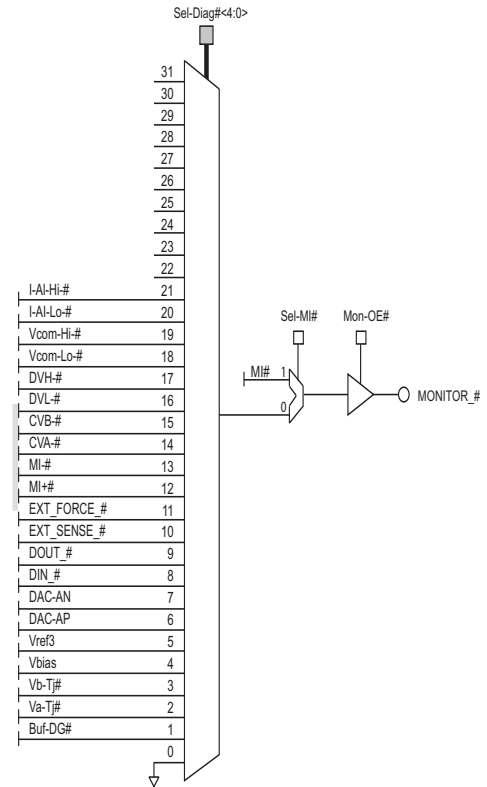 Sel-Diag#<4:0>
31
30
29
28
27
26
25
24
23
22
I-AI-Hi-# 21
I-AI-Lo-# 20
Vcom-Hi-# 19
Vcom-Lo-# 18
DVH-# 17
DVL-# 16
CVB-# 15
CVA-# 14
MI-# 13
MI+# 12
EXT_FORCE_# 11
EXT_SENSE_# 10
DOUT_# 9
DIN_# 8
DAC-AN 7
DAC-AP 6
Vref3 5
Vbias 4
Vb-Tj# 3
Va-Tj# 2
Buf-DG# 1
0
Sel-MI# Mon-OE#
MI# 1
0
MONITOR_#